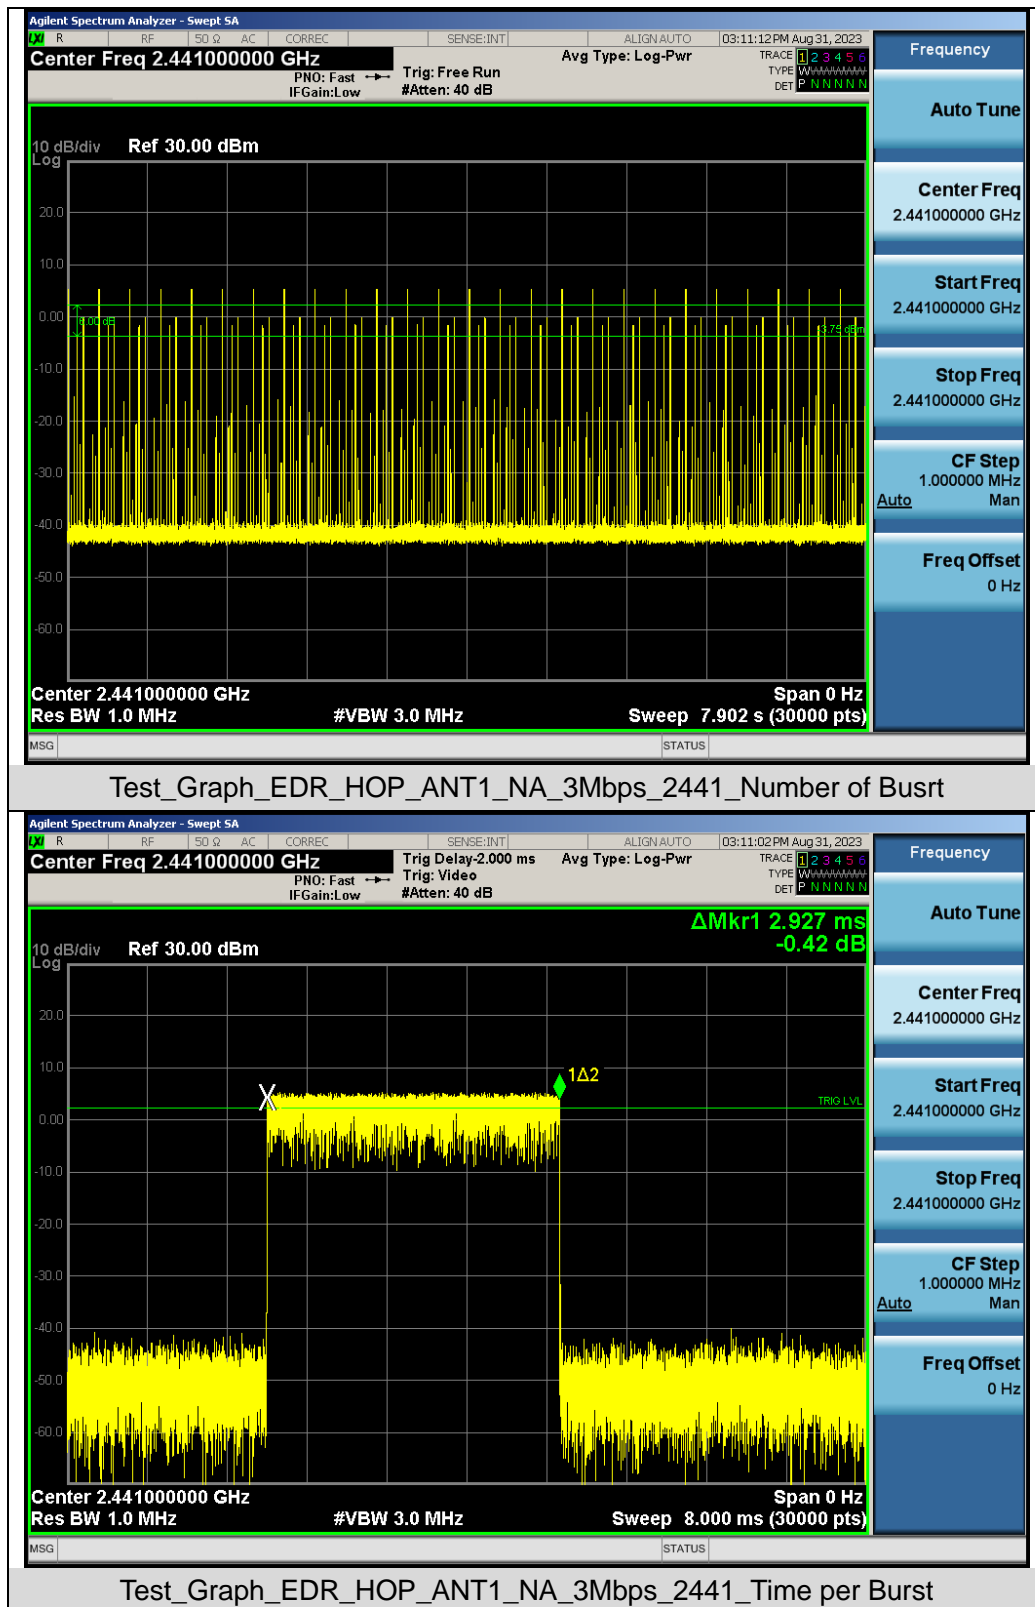 Agilent Spectrum Analyzer - Swept SA
LXI R RF 50 Ω AC CORREC SENSE:INT ALIGN AUTO 03:11:12 PM Aug 31, 2023
Center Freq 2.441000000 GHz
PNO: Fast
IFGain:Low
Trig: Free Run
#Atten: 40 dB
Avg Type: Log-Pwr
TRACE 1 2 3 4 5 6
TYPE WWWWWW
DET P N N N N N
10 dB/div
Log
Ref 30.00 dBm
20.0
10.0
0.00
-10.0
-20.0
-30.0
-40.0
-50.0
-60.0
6.00 dB
-3.75 dBm
Center 2.441000000 GHz
Res BW 1.0 MHz
#VBW 3.0 MHz
Span 0 Hz
Sweep 7.902 s (30000 pts)
MSG
STATUS
Frequency
Auto Tune
Center Freq
2.441000000 GHz
Start Freq
2.441000000 GHz
Stop Freq
2.441000000 GHz
CF Step
1.000000 MHz
Auto Man
Freq Offset
0 Hz
Test_Graph_EDR_HOP_ANT1_NA_3Mbps_2441_Number of Busrt
Agilent Spectrum Analyzer - Swept SA
LXI R RF 50 Ω AC CORREC SENSE:INT ALIGN AUTO 03:11:02 PM Aug 31, 2023
Center Freq 2.441000000 GHz
PNO: Fast
IFGain:Low
Trig Delay-2.000 ms
Trig: Video
#Atten: 40 dB
Avg Type: Log-Pwr
TRACE 1 2 3 4 5 6
TYPE WWWWWW
DET P N N N N N
ΔMkr1 2.927 ms
-0.42 dB
10 dB/div
Log
Ref 30.00 dBm
20.0
10.0
0.00
-10.0
-20.0
-30.0
-40.0
-50.0
-60.0
X
1Δ2
TRIG LVL
Center 2.441000000 GHz
Res BW 1.0 MHz
#VBW 3.0 MHz
Span 0 Hz
Sweep 8.000 ms (30000 pts)
MSG
STATUS
Frequency
Auto Tune
Center Freq
2.441000000 GHz
Start Freq
2.441000000 GHz
Stop Freq
2.441000000 GHz
CF Step
1.000000 MHz
Auto Man
Freq Offset
0 Hz
Test_Graph_EDR_HOP_ANT1_NA_3Mbps_2441_Time per Burst